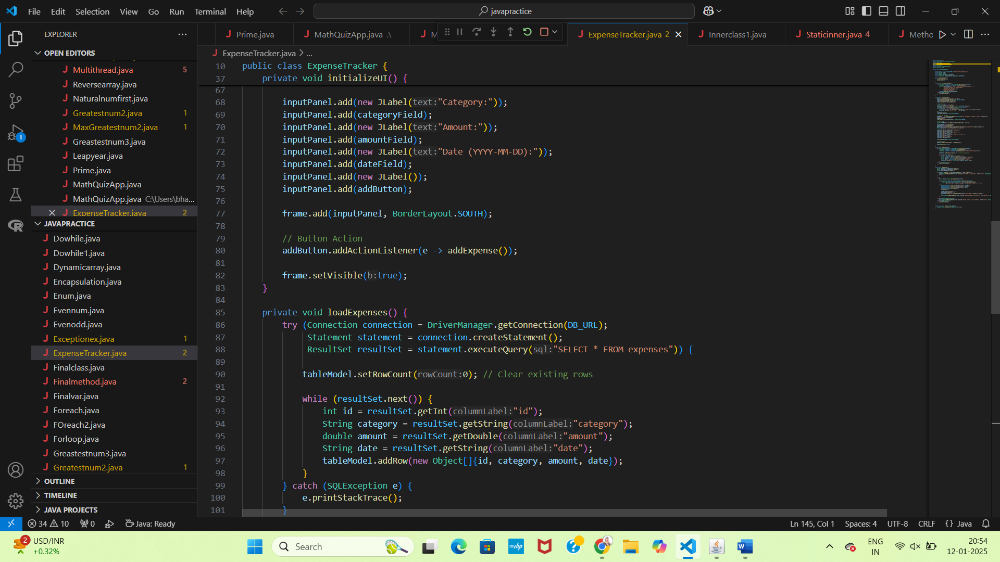 File Edit Selection View Go Run Terminal Help
javapractice
EXPLORER
OPEN EDITORS
Multithread.java 5
Reversearray.java
Naturalnumfirst.java
Greatestnum2.java 1
MaxGreatestnum2.java 1
Greastestnum3.java
Leapyear.java
Prime.java
MathQuizApp.java
MathQuizApp.java C:\Users\bha...
ExpenseTracker.java 2
JAVAPRACTICE
Dowhile.java
Dowhile1.java
Dynamicarray.java
Encapsulation.java
Enum.java
Evennum.java
Evenodd.java
Exceptionex.java 1
ExpenseTracker.java 2
Finalclass.java
Finalmethod.java 2
Finalvar.java
Foreach.java
FOreach2.java
Forloop.java
Greastestnum3.java
Greatestnum2.java 1
OUTLINE
TIMELINE
JAVA PROJECTS
1
Prime.java MathQuizApp.java .\ M ExpenseTracker.java 2 Innerclass1.java Staticinner.java 4 Metho
ExpenseTracker.java > ...
10 public class ExpenseTracker {
37 private void initializeUI() {
67
68 inputPanel.add(new JLabel(text:"Category:"));
69 inputPanel.add(categoryField);
70 inputPanel.add(new JLabel(text:"Amount:"));
71 inputPanel.add(amountField);
72 inputPanel.add(new JLabel(text:"Date (YYYY-MM-DD):"));
73 inputPanel.add(dateField);
74 inputPanel.add(new JLabel());
75 inputPanel.add(addButton);
76
77 frame.add(inputPanel, BorderLayout.SOUTH);
78
79 // Button Action
80 addButton.addActionListener(e -> addExpense());
81
82 frame.setVisible(b:true);
83 }
84
85 private void loadExpenses() {
86 try (Connection connection = DriverManager.getConnection(DB_URL);
87 Statement statement = connection.createStatement();
88 ResultSet resultSet = statement.executeQuery(sql:"SELECT * FROM expenses")) {
89
90 tableModel.setRowCount(rowCount:0); // Clear existing rows
91
92 while (resultSet.next()) {
93 int id = resultSet.getInt(columnLabel:"id");
94 String category = resultSet.getString(columnLabel:"category");
95 double amount = resultSet.getDouble(columnLabel:"amount");
96 String date = resultSet.getString(columnLabel:"date");
97 tableModel.addRow(new Object[]{id, category, amount, date});
98 }
99 } catch (SQLException e) {
100 e.printStackTrace();
101 }
34 10 0 Java: Ready
Ln 145, Col 1 Spaces: 4 UTF-8 CRLF {} Java
2 USD/INR
+0.32%
Search
myhp
ENG
IN
20:54
12-01-2025